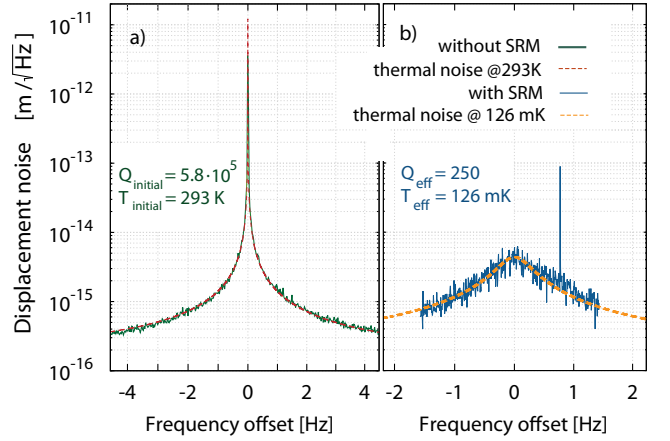 Displacement noise [m/√Hz]
10⁻¹¹
10⁻¹²
10⁻¹³
10⁻¹⁴
10⁻¹⁵
10⁻¹⁶
a)
Q_initial = 5.8·10⁵
T_initial = 293 K
-4 -2 0 2 4
Frequency offset [Hz]
b)
without SRM
thermal noise @293K
with SRM
thermal noise @ 126 mK
Q_eff = 250
T_eff = 126 mK
-2 -1 0 1 2
Frequency offset [Hz]